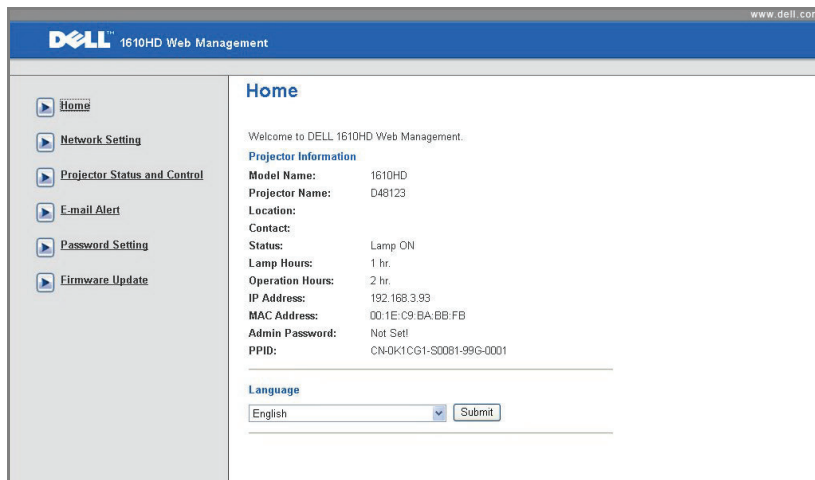 www.dell.com
DELL™ 1610HD Web Management
Home
Network Setting
Projector Status and Control
E-mail Alert
Password Setting
Firmware Update
Home
Welcome to DELL 1610HD Web Management.
Projector Information
Model Name: 1610HD
Projector Name: D48123
Location:
Contact:
Status: Lamp ON
Lamp Hours: 1 hr.
Operation Hours: 2 hr.
IP Address: 192.168.3.93
MAC Address: 00:1E:C9:BA:BB:FB
Admin Password: Not Set!
PPID: CN-0K1CG1-S0081-99G-0001
Language
English Submit